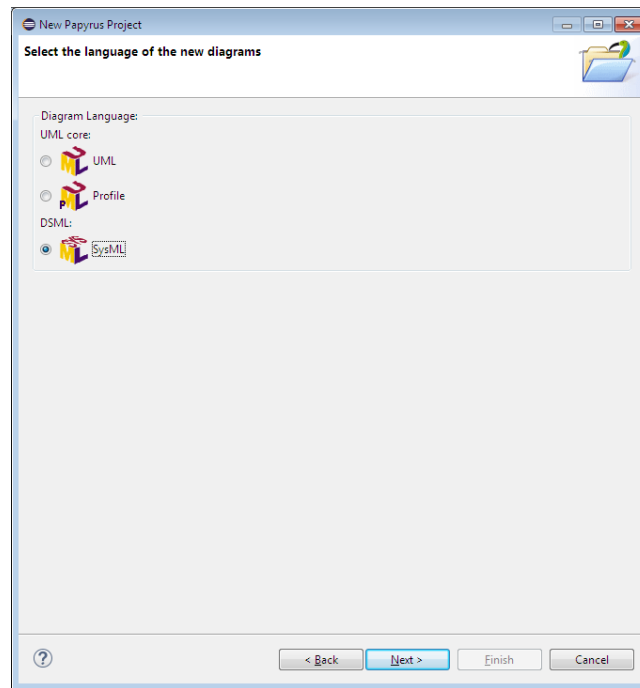 New Papyrus Project
Select the language of the new diagrams
Diagram Language:
UML core:
UML
Profile
DSML:
SysML
< Back
Next >
Finish
Cancel